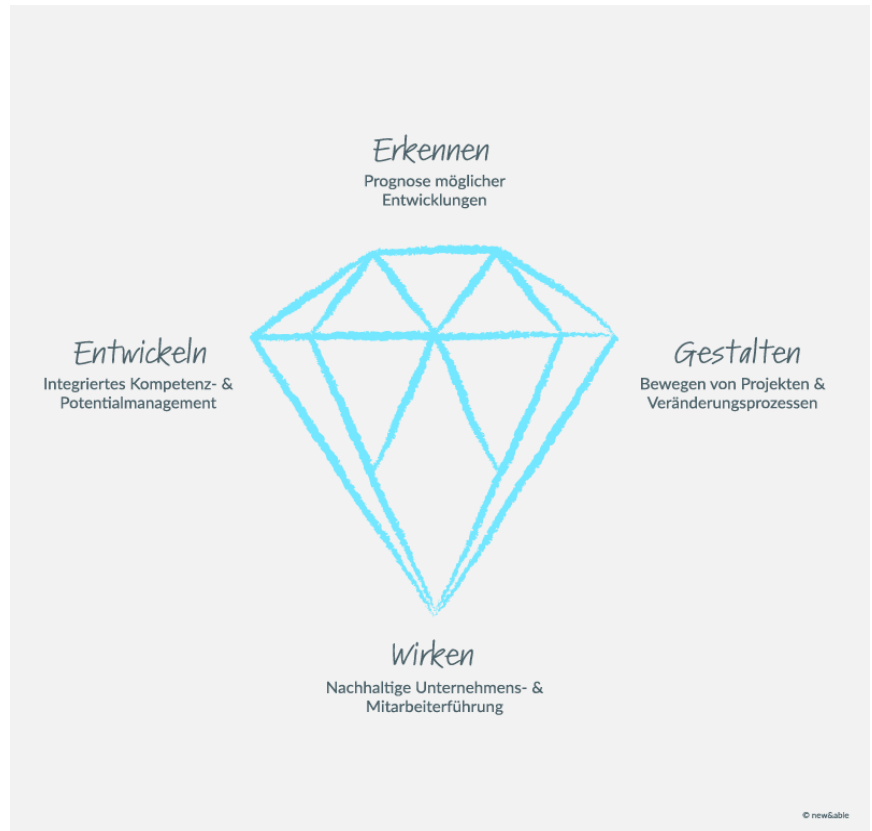 Erkennen
Prognose möglicher
Entwicklungen
Entwickeln
Integriertes Kompetenz- &
Potentialmanagement
Gestalten
Bewegen von Projekten &
Veränderungsprozessen
Wirken
Nachhaltige Unternehmens- &
Mitarbeiterführung
© new&able